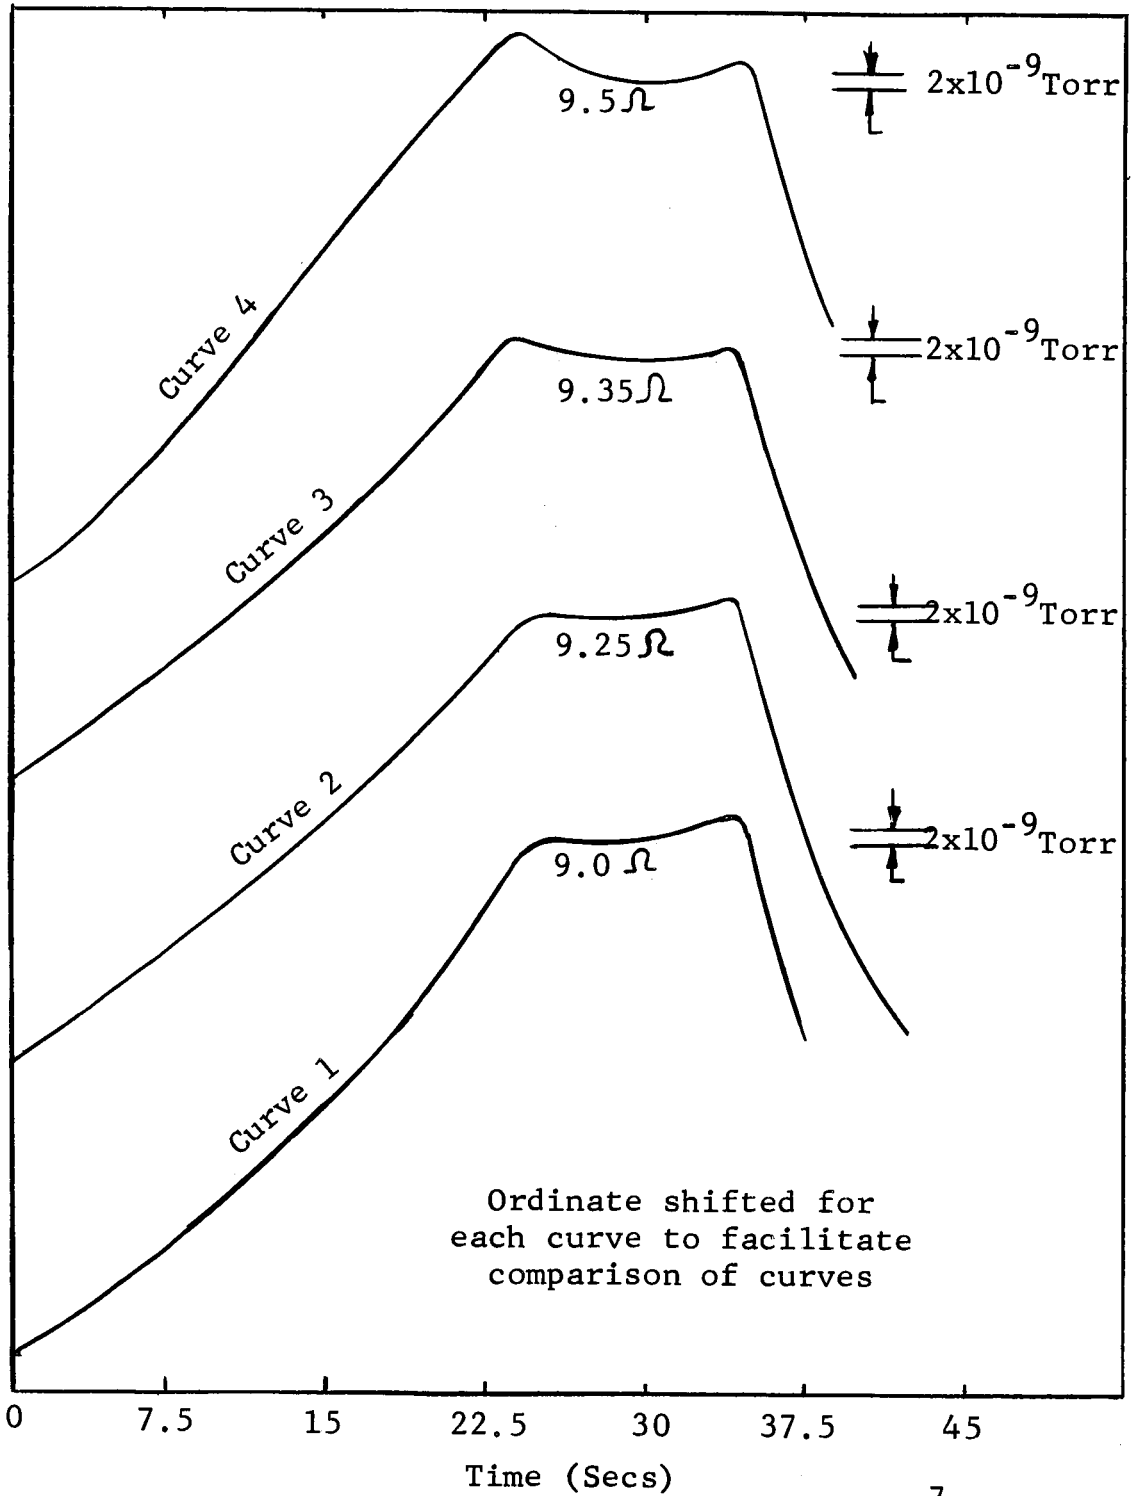 9.5Ω
2x10⁻⁹Torr
Curve 4
9.35Ω
2x10⁻⁹Torr
Curve 3
9.25Ω
2x10⁻⁹Torr
Curve 2
9.0 Ω
2x10⁻⁹Torr
Curve 1
Ordinate shifted for
each curve to facilitate
comparison of curves
0 7.5 15 22.5 30 37.5 45
Time (Secs)